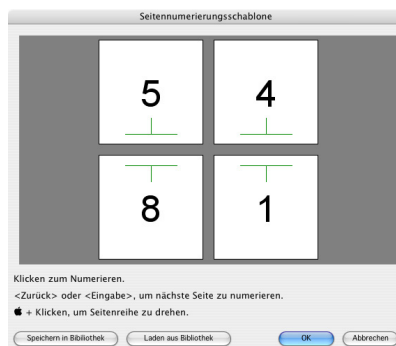 Seitennumerierungsschablone
5 4
8 1
Klicken zum Numerieren.
<Zurück> oder <Eingabe>, um nächste Seite zu numerieren.
+ Klicken, um Seitenreihe zu drehen.
Speichern in Bibiliothek Laden aus Bibliothek OK Abbrechen